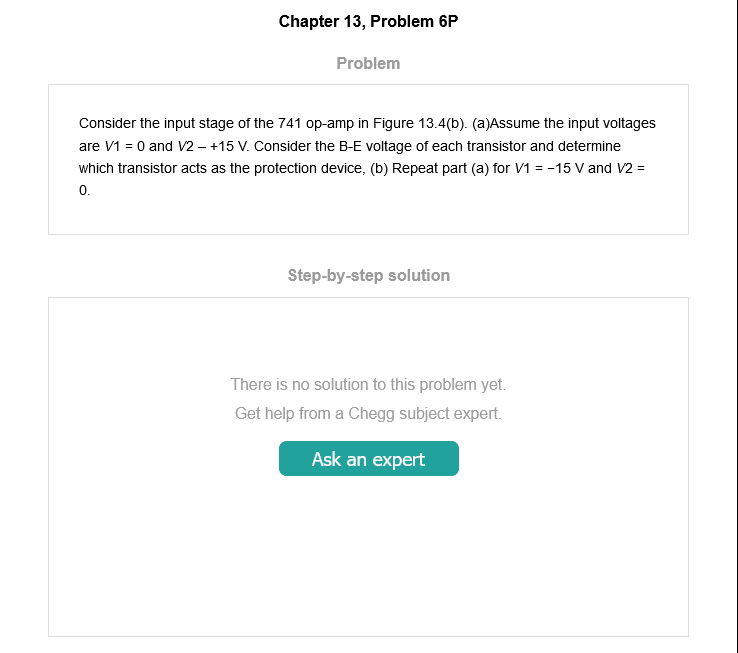 Chapter 13, Problem 6P
Problem
Consider the input stage of the 741 op-amp in Figure 13.4(b). (a)Assume the input voltages
are V1 = 0 and V2 – +15 V. Consider the B-E voltage of each transistor and determine
which transistor acts as the protection device, (b) Repeat part (a) for V1 = −15 V and V2 =
0.
Step-by-step solution
There is no solution to this problem yet.
Get help from a Chegg subject expert.
Ask an expert